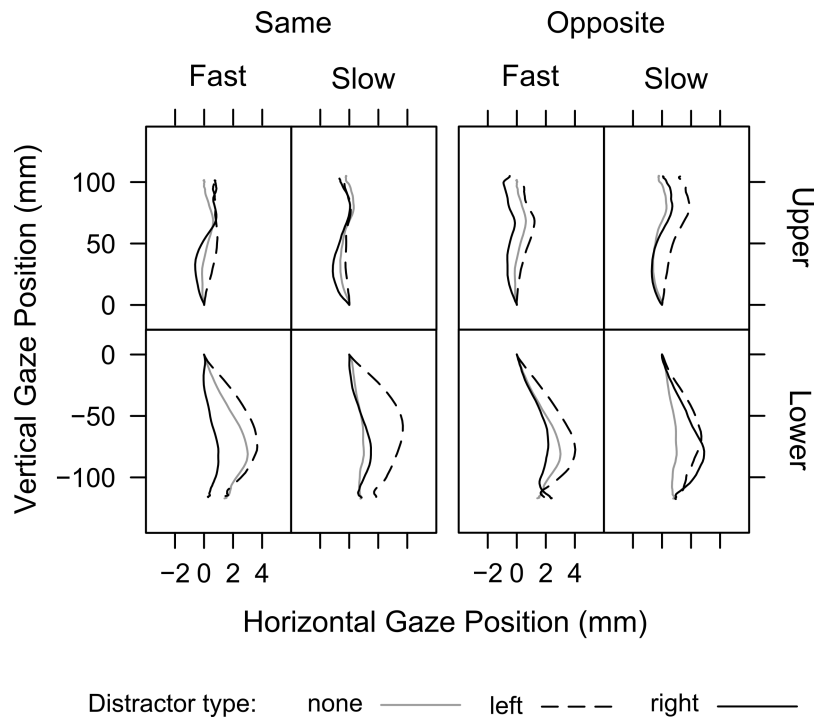 Same Opposite
Fast Slow Fast Slow
Vertical Gaze Position (mm)
100
50
0
Upper
0
−50
−100
Lower
−2 0 2 4 −2 0 2 4
Horizontal Gaze Position (mm)
Distractor type: none left right